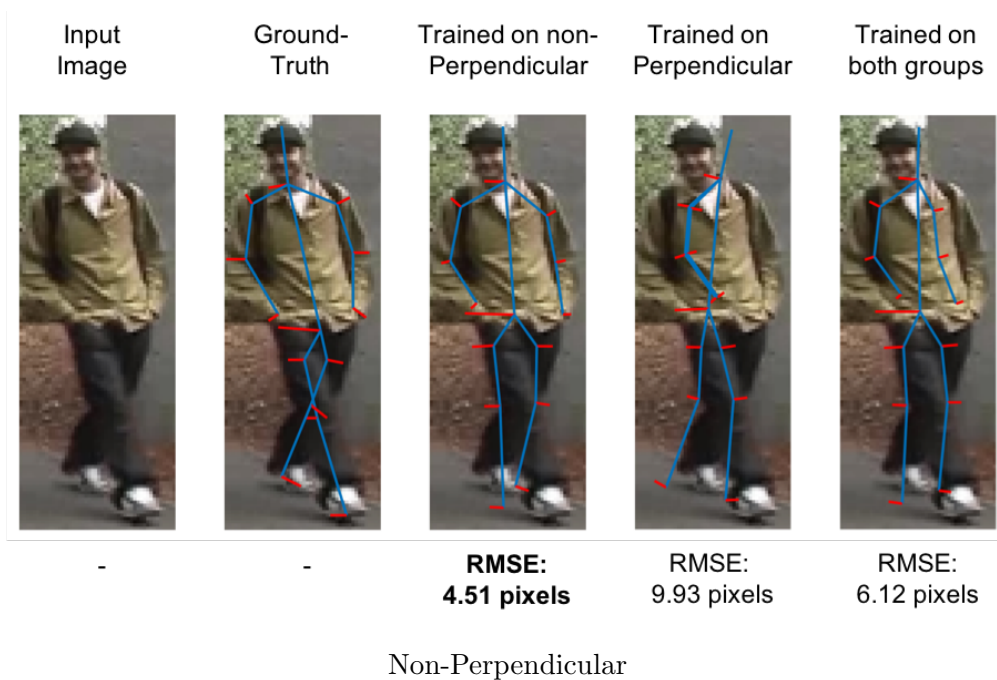 Input
Image
Ground-
Truth
Trained on non-
Perpendicular
Trained on
Perpendicular
Trained on
both groups
-
-
RMSE:
4.51 pixels
RMSE:
9.93 pixels
RMSE:
6.12 pixels
Non-Perpendicular